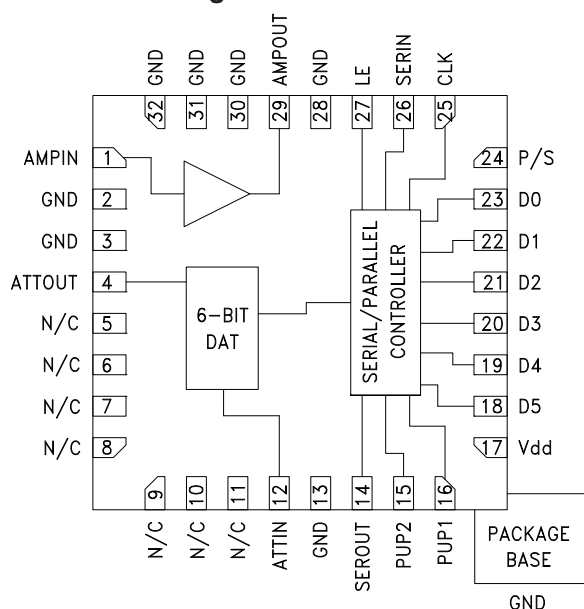 GND
GND
GND
AMPOUT
GND
LE
SERIN
CLK
32
31
30
29
28
27
26
25
AMPIN 1
GND 2
GND 3
ATTOUT 4
N/C 5
N/C 6
N/C 7
N/C 8
24 P/S
23 D0
22 D1
21 D2
20 D3
19 D4
18 D5
17 Vdd
6-BIT
DAT
SERIAL/PARALLEL
CONTROLLER
9
10
11
12
13
14
15
16
N/C
N/C
N/C
ATTIN
GND
SEROUT
PUP2
PUP1
PACKAGE
BASE
GND